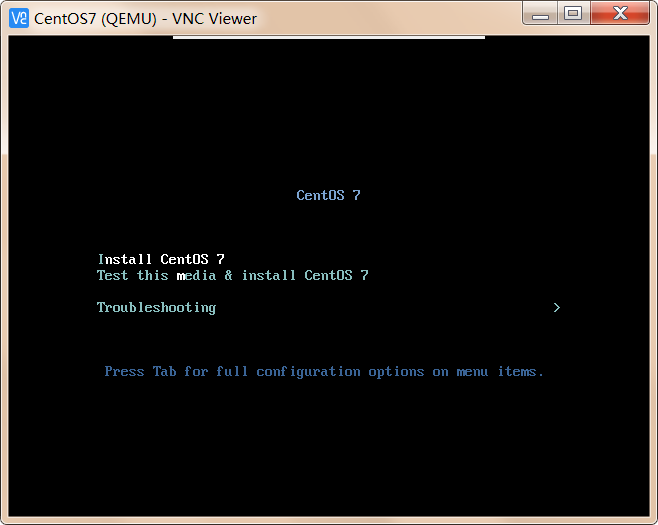 CentOS7 (QEMU) - VNC Viewer
CentOS 7
Install CentOS 7
Test this media & install CentOS 7
Troubleshooting >
Press Tab for full configuration options on menu items.